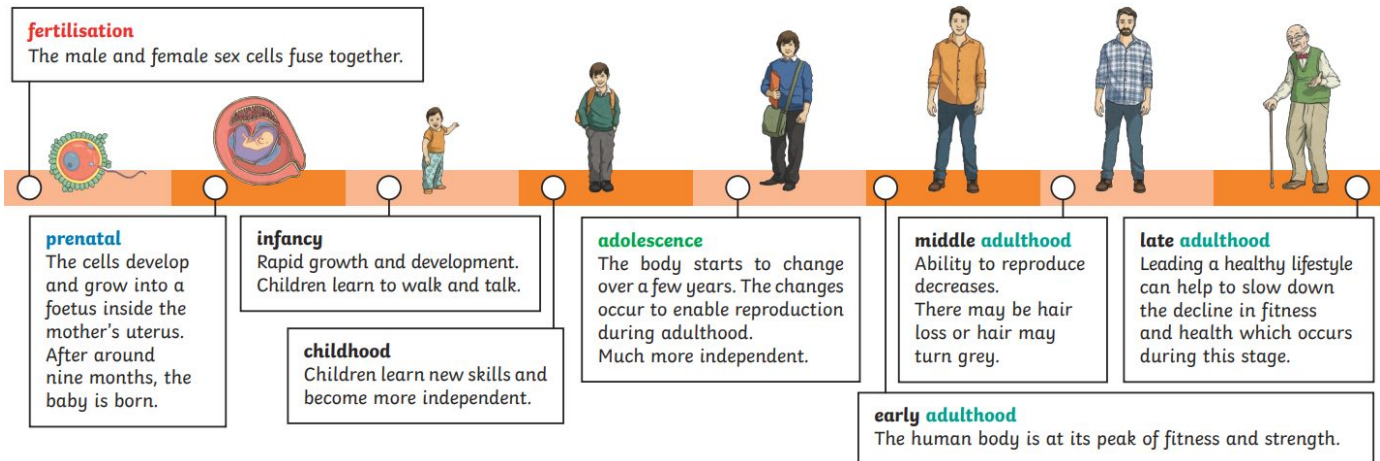 fertilisation
The male and female sex cells fuse together.
prenatal
The cells develop
and grow into a
foetus inside the
mother's uterus.
After around
nine months, the
baby is born.
infancy
Rapid growth and development.
Children learn to walk and talk.
childhood
Children learn new skills and
become more independent.
adolescence
The body starts to change
over a few years. The changes
occur to enable reproduction
during adulthood.
Much more independent.
early adulthood
The human body is at its peak of fitness and strength.
middle adulthood
Ability to reproduce
decreases.
There may be hair
loss or hair may
turn grey.
late adulthood
Leading a healthy lifestyle
can help to slow down
the decline in fitness
and health which occurs
during this stage.